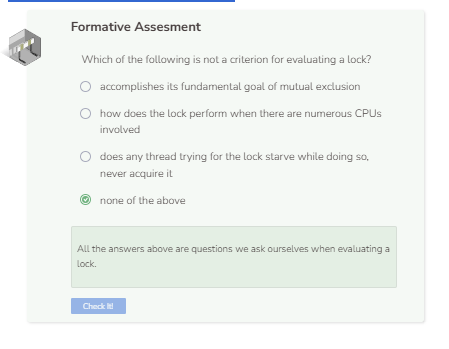 Formative Assesment
Which of the following is not a criterion for evaluating a lock?
accomplishes its fundamental goal of mutual exclusion
how does the lock perform when there are numerous CPUs
involved
does any thread trying for the lock starve while doing so,
never acquire it
none of the above
All the answers above are questions we ask ourselves when evaluating a
lock.
Check It!